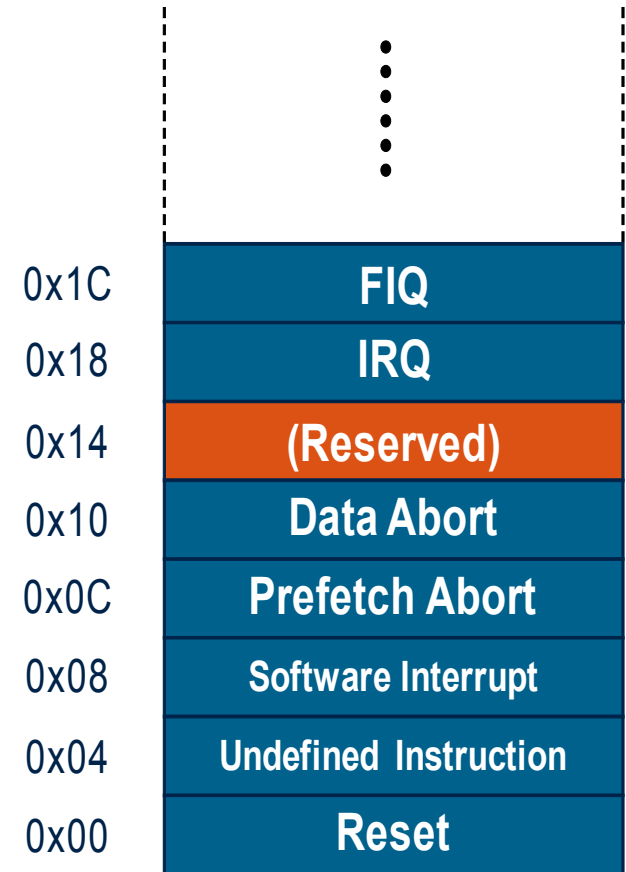 0x1C FIQ
0x18 IRQ
0x14 (Reserved)
0x10 Data Abort
0x0C Prefetch Abort
0x08 Software Interrupt
0x04 Undefined Instruction
0x00 Reset